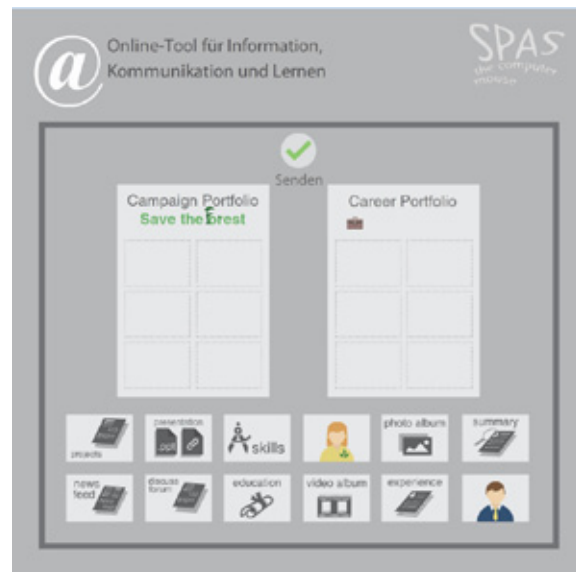 @
Online-Tool für Information,
Kommunikation und Lernen
SPAS
the computer
mouse
Senden
Campaign Portfolio
Save the forest
Career Portfolio
projects
presentation
.ppt
skills
photo album
summary
news
feed
discuss
forum
education
video album
experience